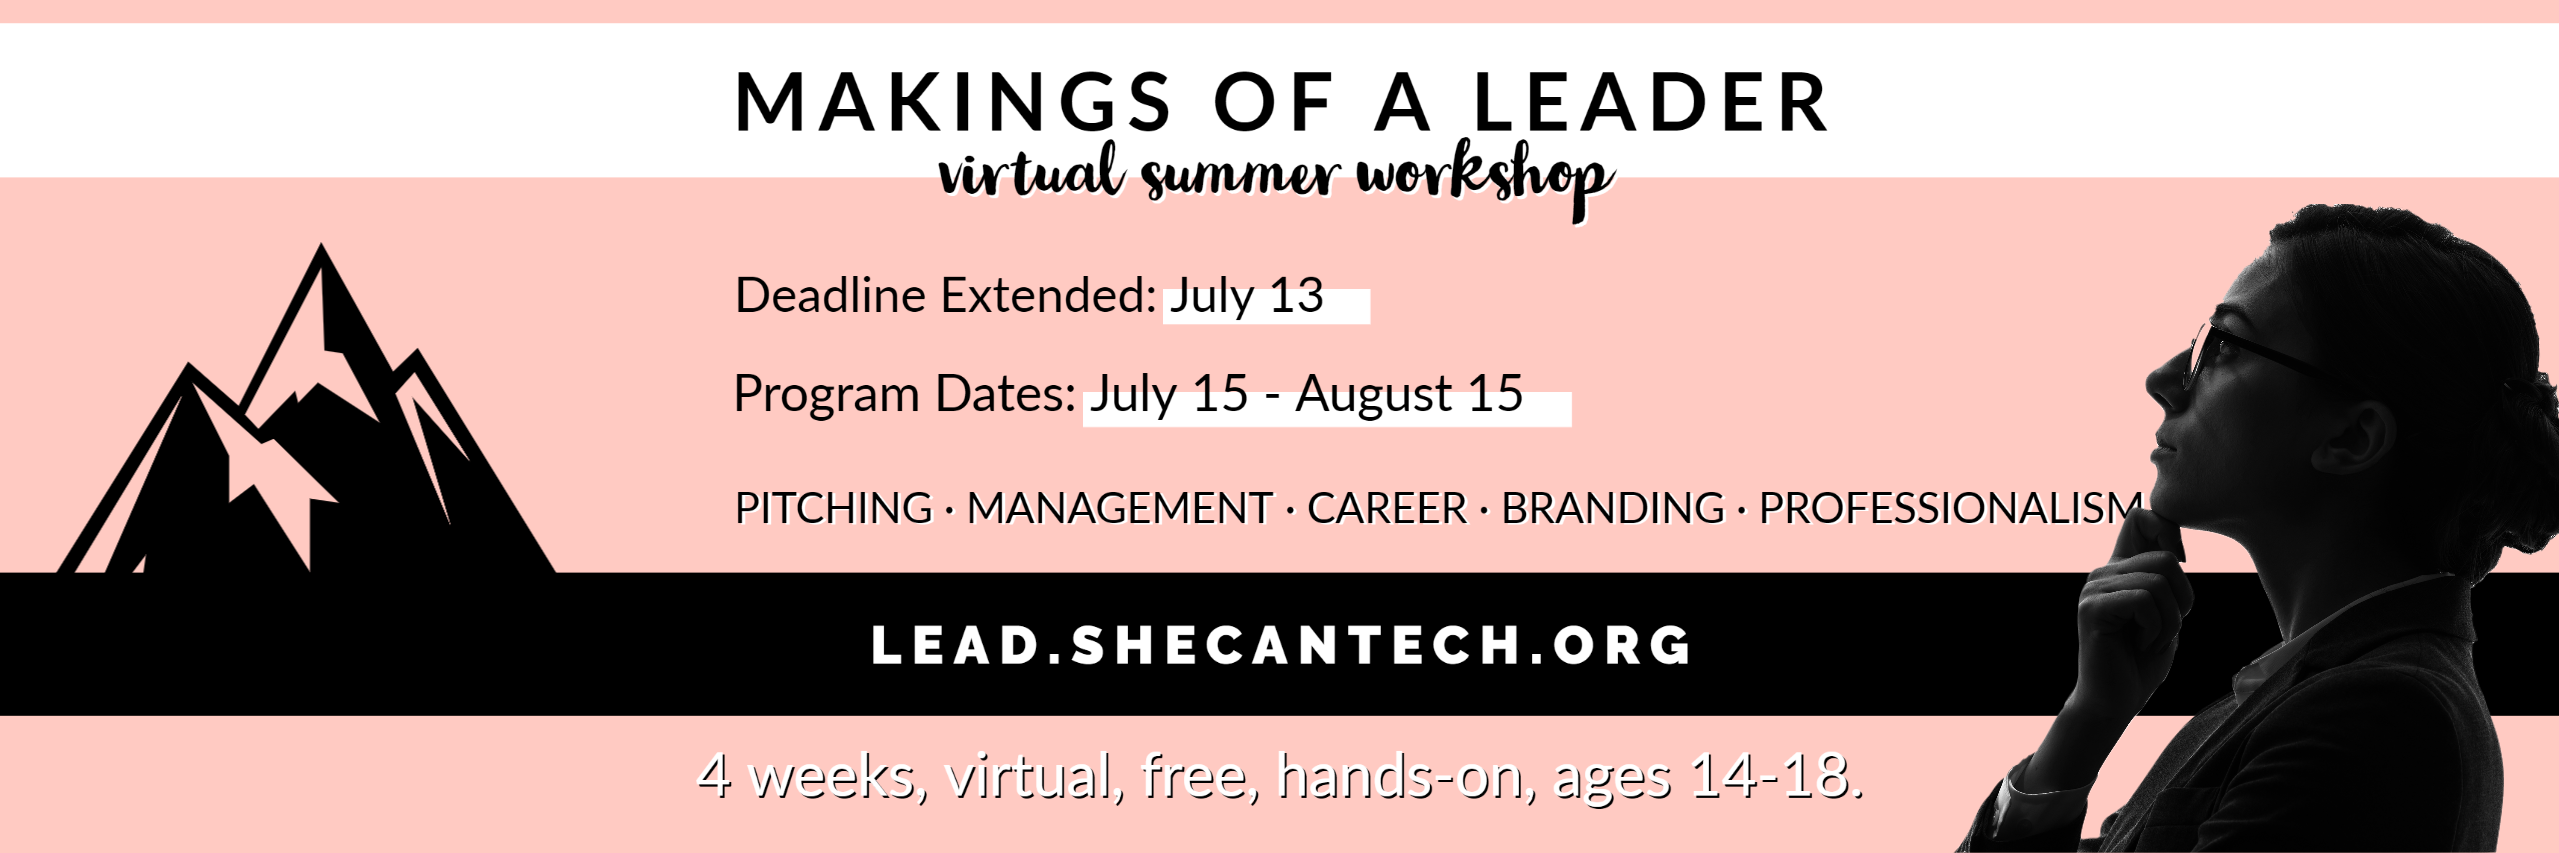 MAKINGS OF A LEADER
virtual summer workshop
Deadline Extended: July 13
Program Dates: July 15 - August 15
PITCHING · MANAGEMENT · CAREER · BRANDING · PROFESSIONALISM
LEAD.SHECANTECH.ORG
4 weeks, virtual, free, hands-on, ages 14-18.